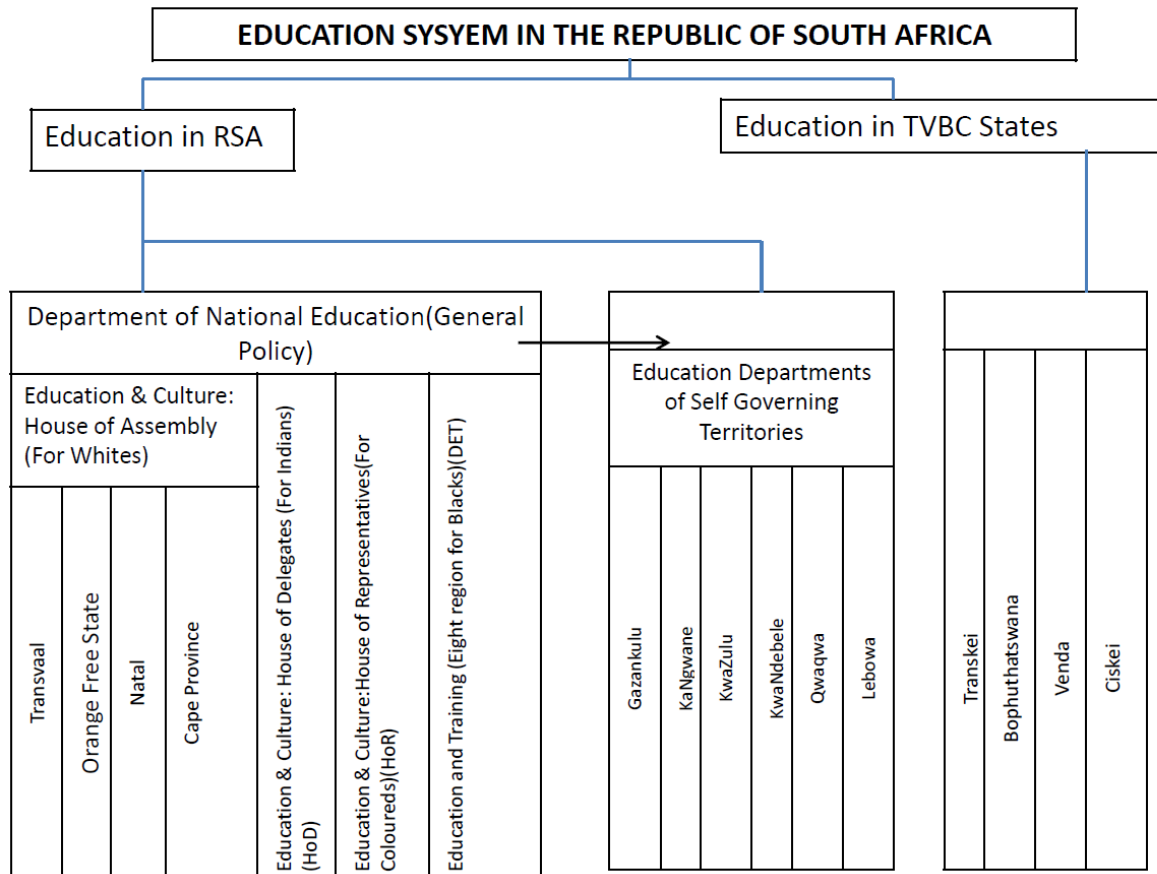 EDUCATION SYSYEM IN THE REPUBLIC OF SOUTH AFRICA
Education in RSA
Education in TVBC States
Department of National Education(General
Policy)
Education & Culture:
House of Assembly
(For Whites)
Transvaal
Orange Free State
Natal
Cape Province
Education & Culture: House of Delegates (For Indians)
(HoD)
Education & Culture:House of Representatives(For
Coloureds)(HoR)
Education and Training (Eight region for Blacks)(DET)
Education Departments
of Self Governing
Territories
Gazankulu
KaNgwane
KwaZulu
KwaNdebele
Qwaqwa
Lebowa
Transkei
Bophuthatswana
Venda
Ciskei